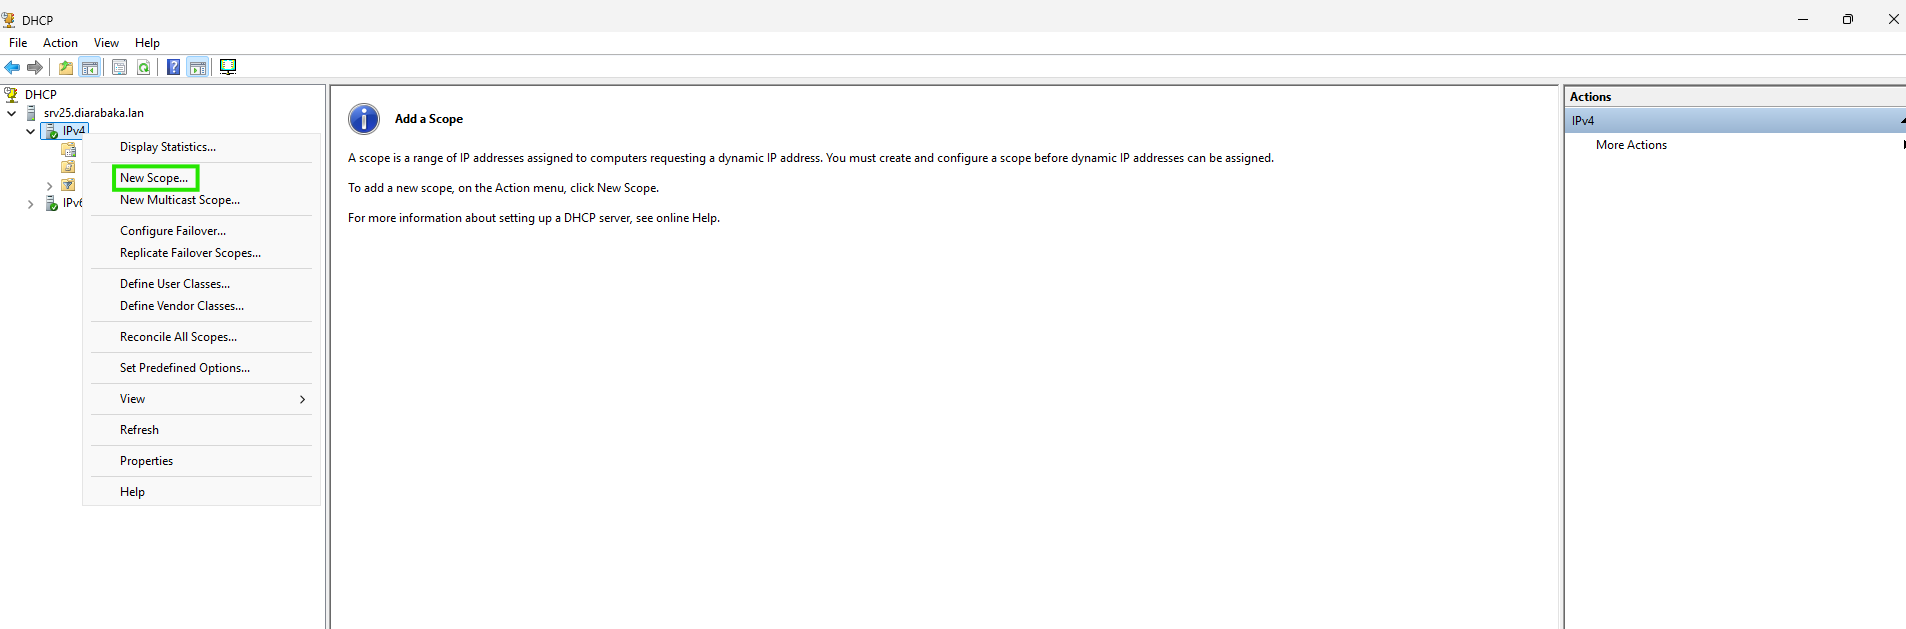 DHCP
File Action View Help
DHCP
srv25.diarabaka.lan
IPv4
IPv6
Display Statistics...
New Scope...
New Multicast Scope...
Configure Failover...
Replicate Failover Scopes...
Define User Classes...
Define Vendor Classes...
Reconcile All Scopes...
Set Predefined Options...
View
Refresh
Properties
Help
Add a Scope
A scope is a range of IP addresses assigned to computers requesting a dynamic IP address. You must create and configure a scope before dynamic IP addresses can be assigned.
To add a new scope, on the Action menu, click New Scope.
For more information about setting up a DHCP server, see online Help.
Actions
IPv4
More Actions